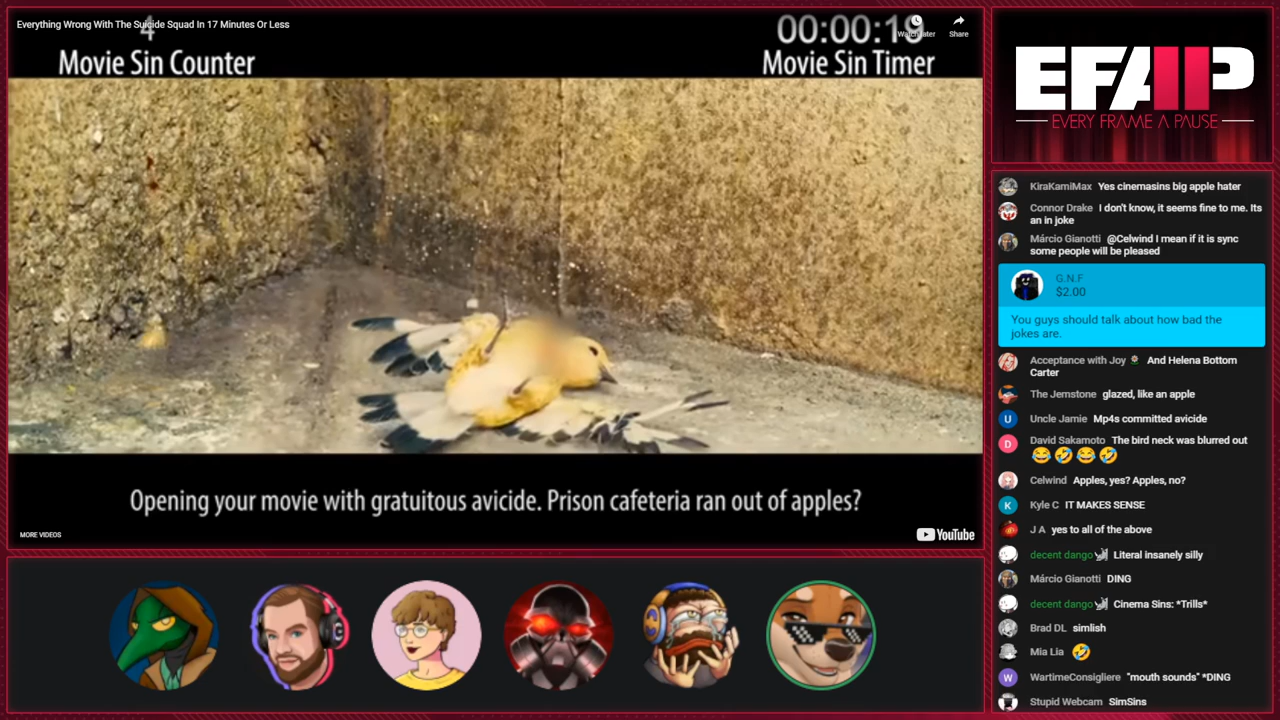 Everything Wrong With The Suicide Squad In 17 Minutes Or Less
4
00:00:19
Watch later
Share
Movie Sin Counter
Movie Sin Timer
Opening your movie with gratuitous avicide. Prison cafeteria ran out of apples?
MORE VIDEOS
YouTube
EFAP
EVERY FRAME A PAUSE
KiraKamiMax Yes cinemasins big apple hater
Connor Drake I don't know, it seems fine to me. Its
an in joke
Márcio Gianotti @Celwind I mean if it is sync
some people will be pleased
G.N.F
$2.00
You guys should talk about how bad the
jokes are.
Acceptance with Joy And Helena Bottom
Carter
The Jemstone glazed, like an apple
U Uncle Jamie Mp4s committed avicide
D David Sakamoto The bird neck was blurred out
😂🤣😂🤣
Celwind Apples, yes? Apples, no?
K Kyle C IT MAKES SENSE
J A yes to all of the above
decent dango Literal insanely silly
Márcio Gianotti DING
decent dango Cinema Sins: *Trills*
Brad DL simlish
Mia Lia 🤣
W WartimeConsigliere "mouth sounds" *DING
Stupid Webcam SimSins